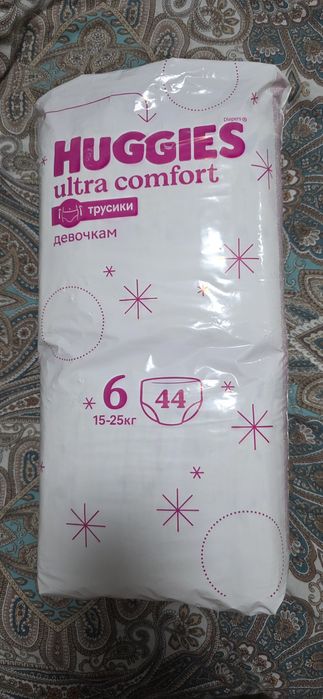 Diapers
HUGGIES
ultra comfort
трусики
девочкам
6
44
15-25кг